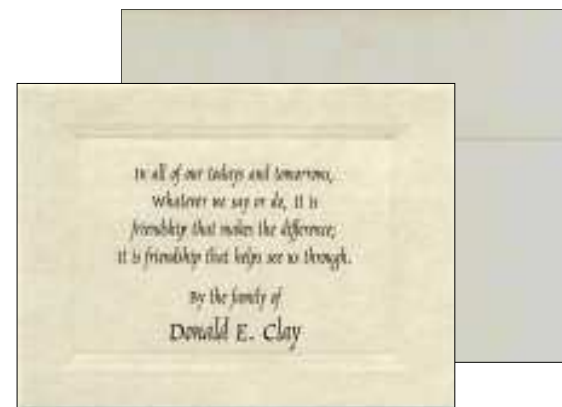 In all of our todays and tomorrows,
whatever we say or do, it is
friendship that makes the difference;
it is friendship that helps see us through.
By the family of
Donald E. Clay